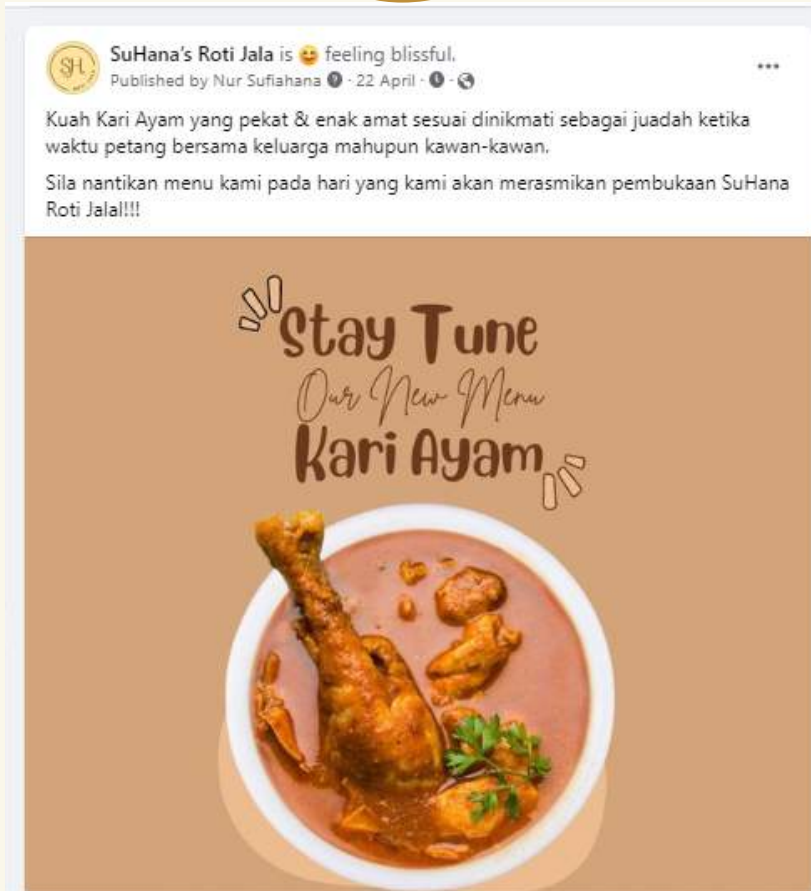 SH
SuHana's Roti Jala is 😄 feeling blissful.
Published by Nur Sufiahana · 22 April ·
Kuah Kari Ayam yang pekat & enak amat sesuai dinikmati sebagai juadah ketika
waktu petang bersama keluarga mahupun kawan-kawan.
Sila nantikan menu kami pada hari yang kami akan merasmikan pembukaan SuHana
Roti Jala!!!!
Stay Tune
Our New Menu
Kari Ayam